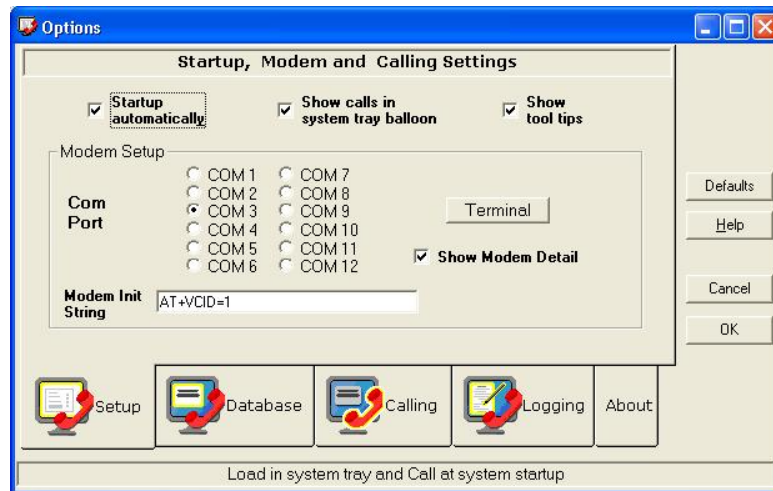 Options
Startup, Modem and Calling Settings
Startup
automatically
Show calls in
system tray balloon
Show
tool tips
Modem Setup
Com
Port
COM 1
COM 2
COM 3
COM 4
COM 5
COM 6
COM 7
COM 8
COM 9
COM 10
COM 11
COM 12
Terminal
Show Modem Detail
Modem Init
String
AT+VCID=1
Defaults
Help
Cancel
OK
Setup
Database
Calling
Logging
About
Load in system tray and Call at system startup